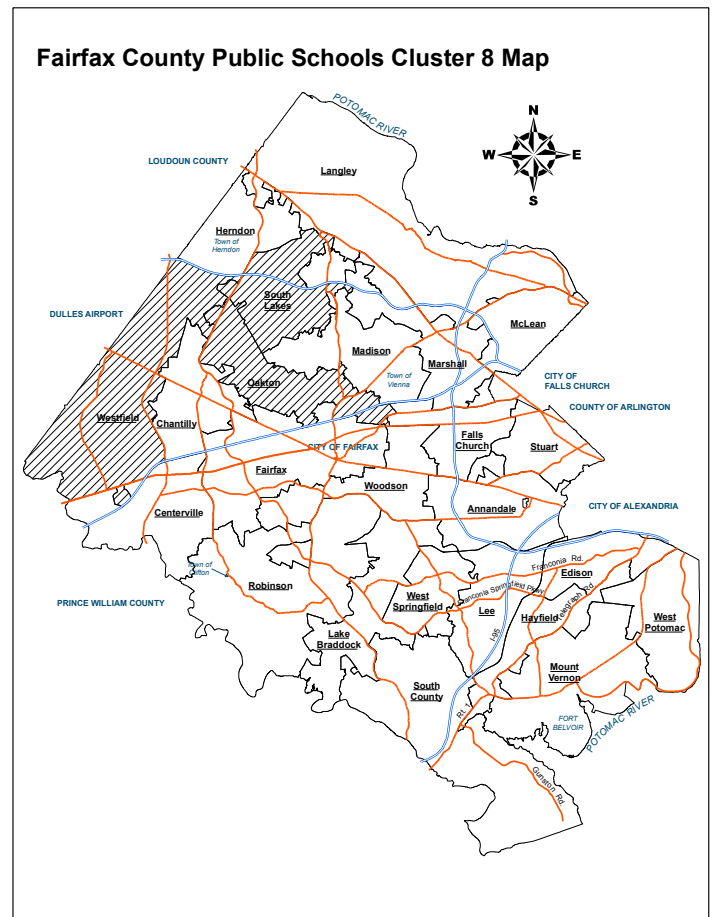 Fairfax County Public Schools Cluster 8 Map
POTOMAC RIVER
N
W
E
S
LOUDOUN COUNTY
Langley
Herndon
Town of
Herndon
South
Lakes
DULLES AIRPORT
McLean
Madison
Marshall
Town of
Vienna
CITY OF
FALLS CHURCH
Oakton
COUNTY OF ARLINGTON
Westfield
Chantilly
Falls
Church
Stuart
CITY OF FAIRFAX
Fairfax
Woodson
Annandale
CITY OF ALEXANDRIA
Centerville
Franconia Rd.
Edison
Town of
Clifton
Robinson
Franconia Springfield Pkwy
West
Springfield
Lee
Hayfield
Telegraph Rd.
PRINCE WILLIAM COUNTY
West
Potomac
I-95
Lake
Braddock
Mount
Vernon
South
County
Rt. 1
FORT
BELVOIR
POTOMAC RIVER
Gunston Rd.